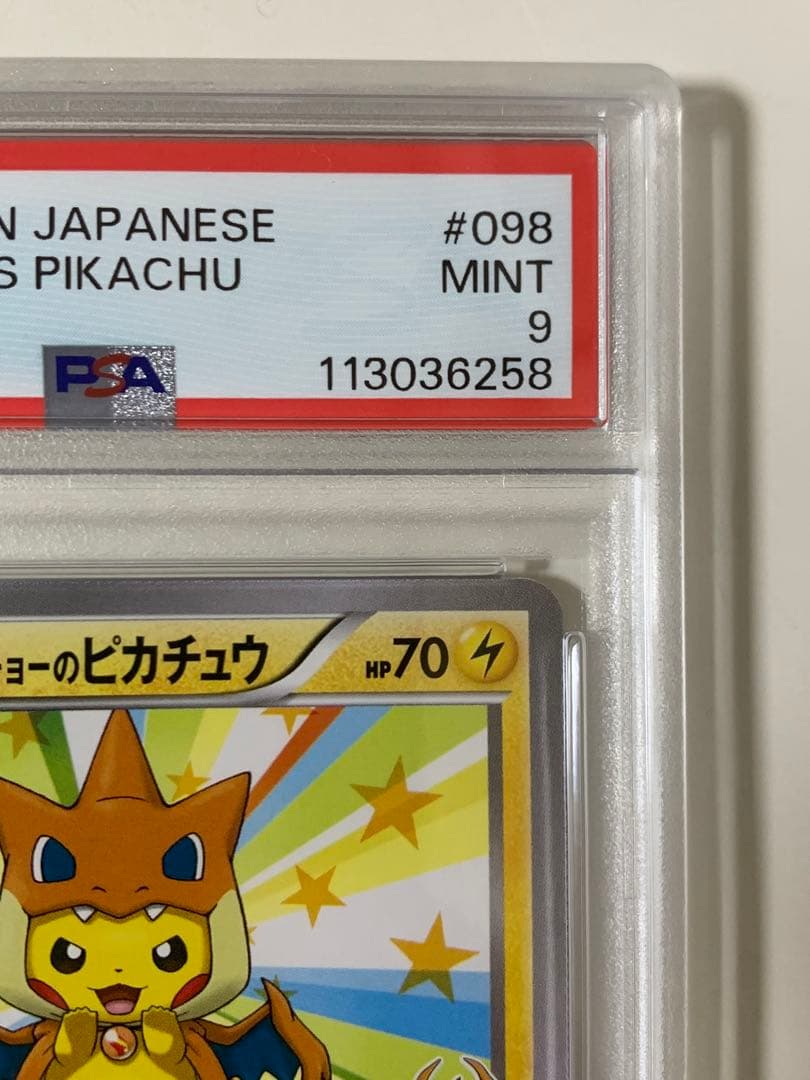 N JAPANESE #098
S PIKACHU MINT
9
PSA 113036258
ョーのピカチュウ HP70